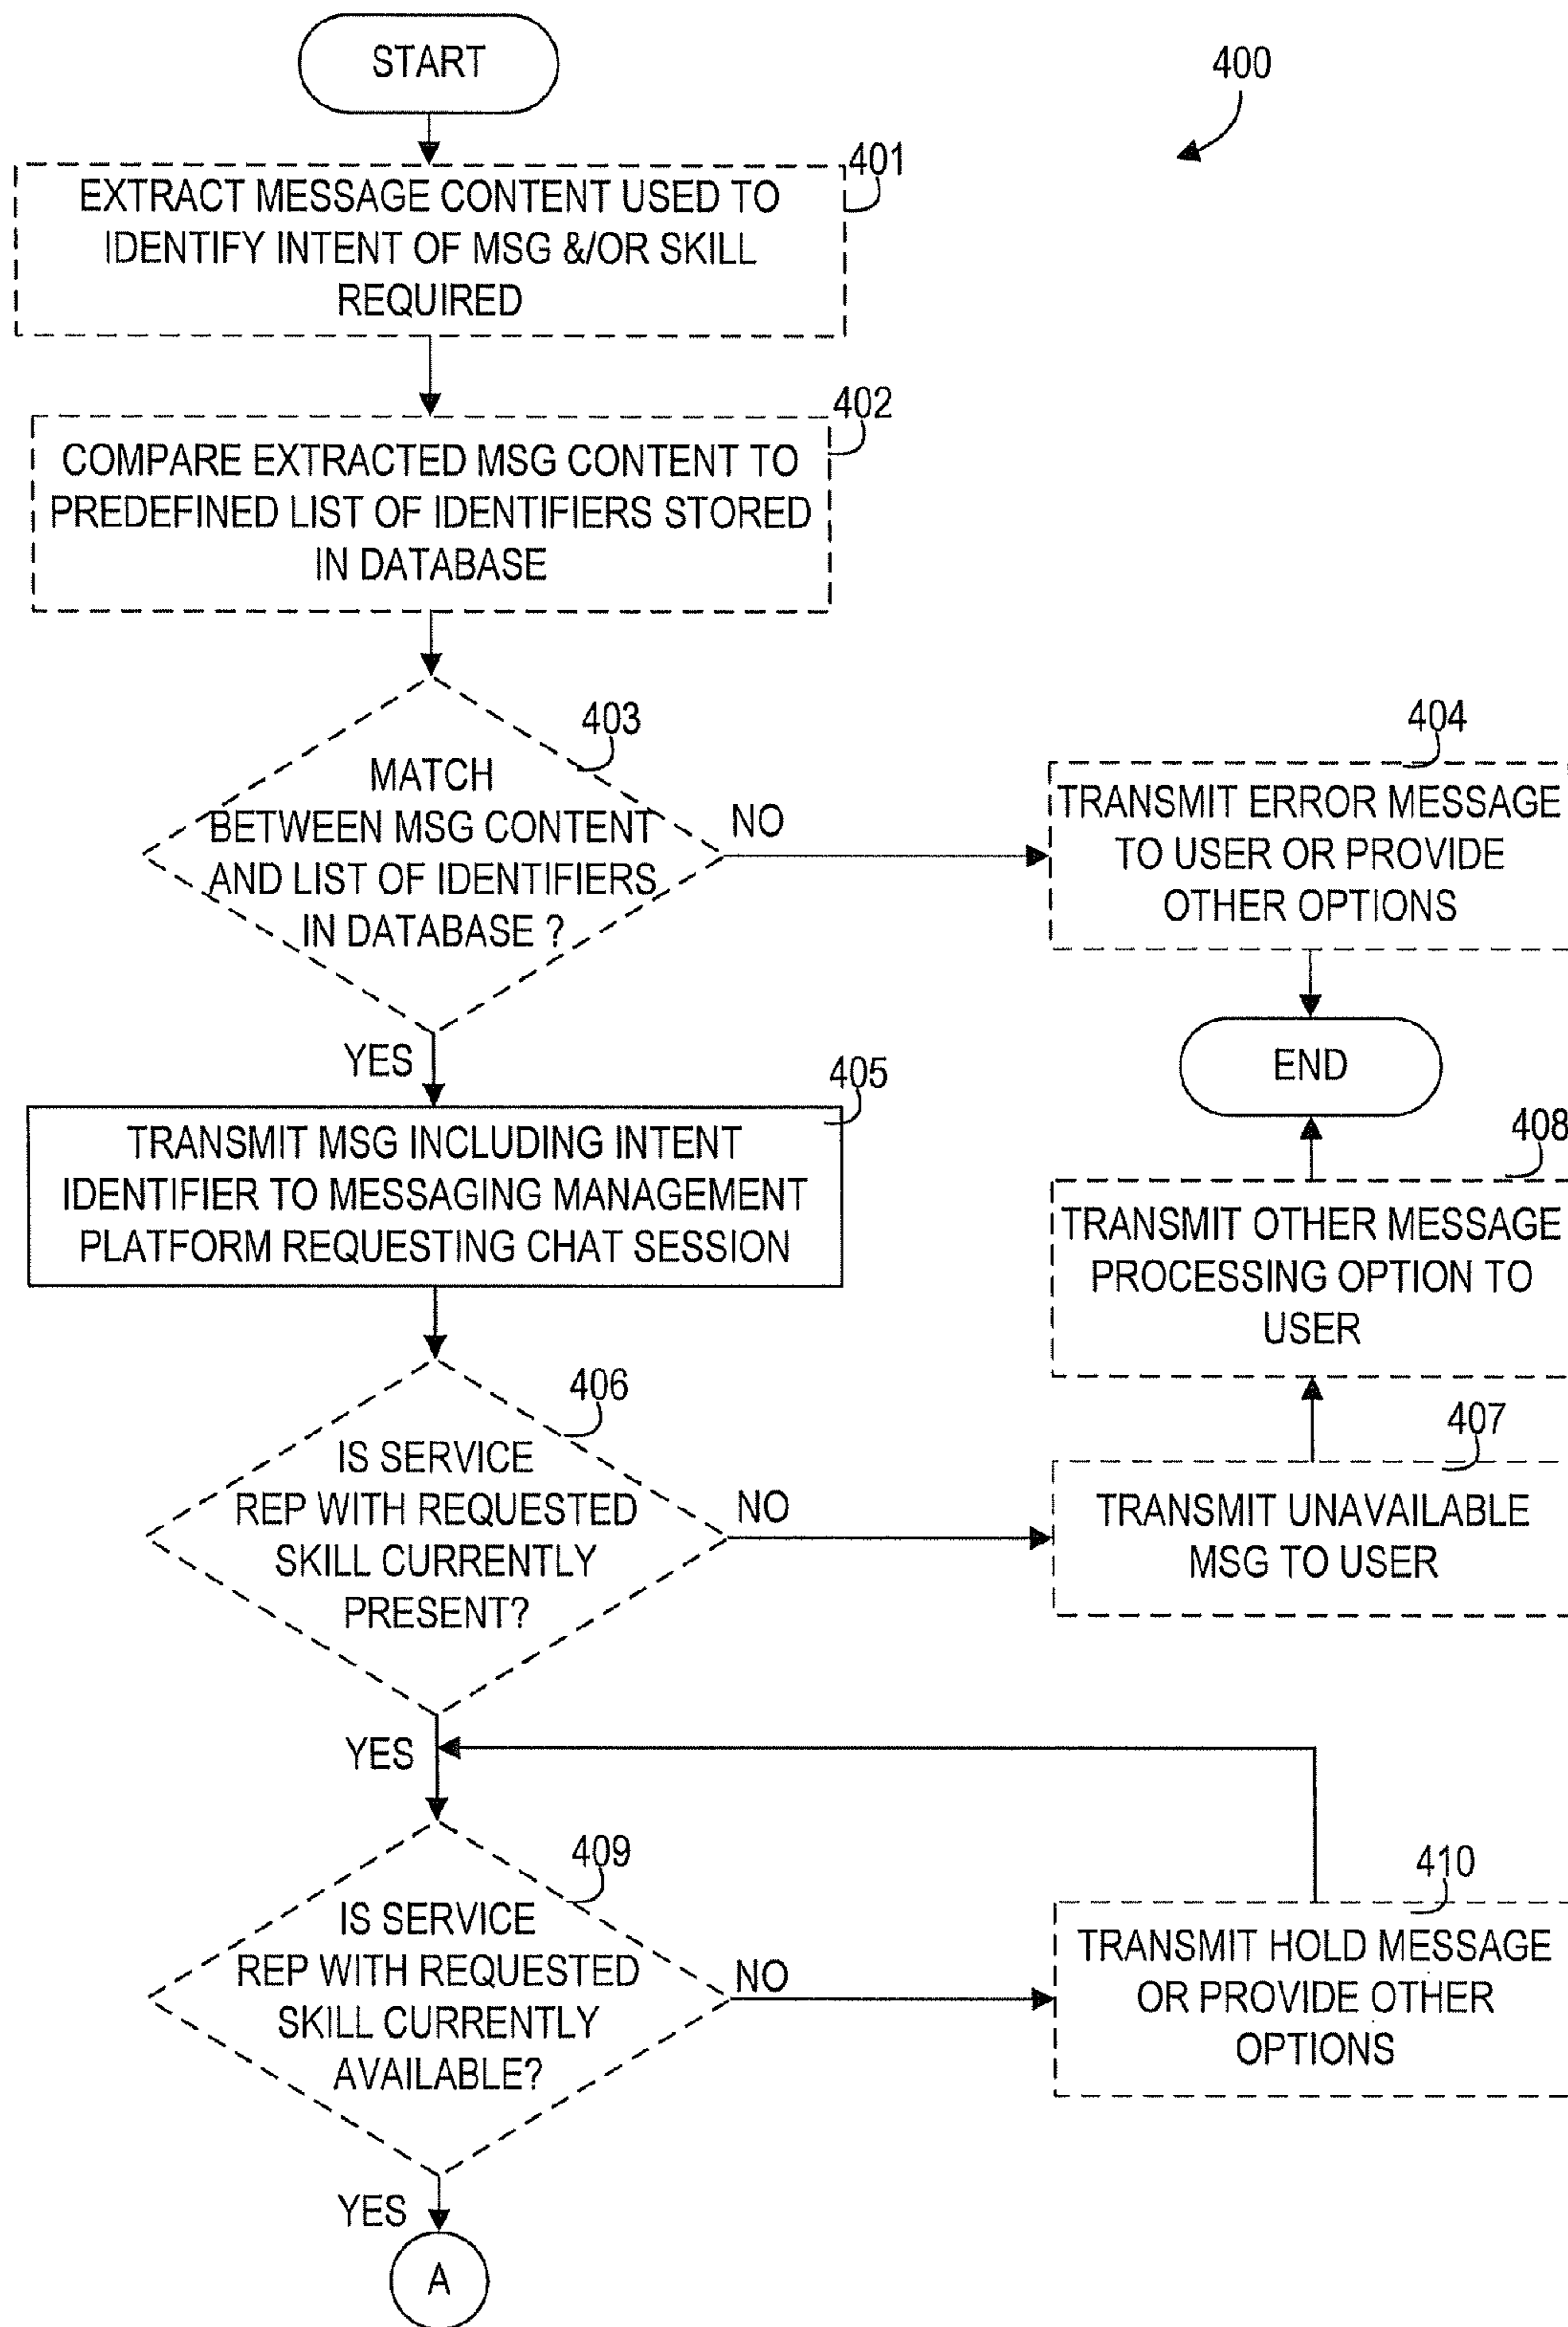 START
400
401
EXTRACT MESSAGE CONTENT USED TO
IDENTIFY INTENT OF MSG &/OR SKILL
REQUIRED
402
COMPARE EXTRACTED MSG CONTENT TO
PREDEFINED LIST OF IDENTIFIERS STORED
IN DATABASE
403
MATCH
BETWEEN MSG CONTENT
AND LIST OF IDENTIFIERS
IN DATABASE ?
NO
404
TRANSMIT ERROR MESSAGE
TO USER OR PROVIDE
OTHER OPTIONS
END
YES
405
TRANSMIT MSG INCLUDING INTENT
IDENTIFIER TO MESSAGING MANAGEMENT
PLATFORM REQUESTING CHAT SESSION
408
TRANSMIT OTHER MESSAGE
PROCESSING OPTION TO
USER
406
IS SERVICE
REP WITH REQUESTED
SKILL CURRENTLY
PRESENT?
NO
407
TRANSMIT UNAVAILABLE
MSG TO USER
YES
409
IS SERVICE
REP WITH REQUESTED
SKILL CURRENTLY
AVAILABLE?
NO
410
TRANSMIT HOLD MESSAGE
OR PROVIDE OTHER
OPTIONS
YES
A